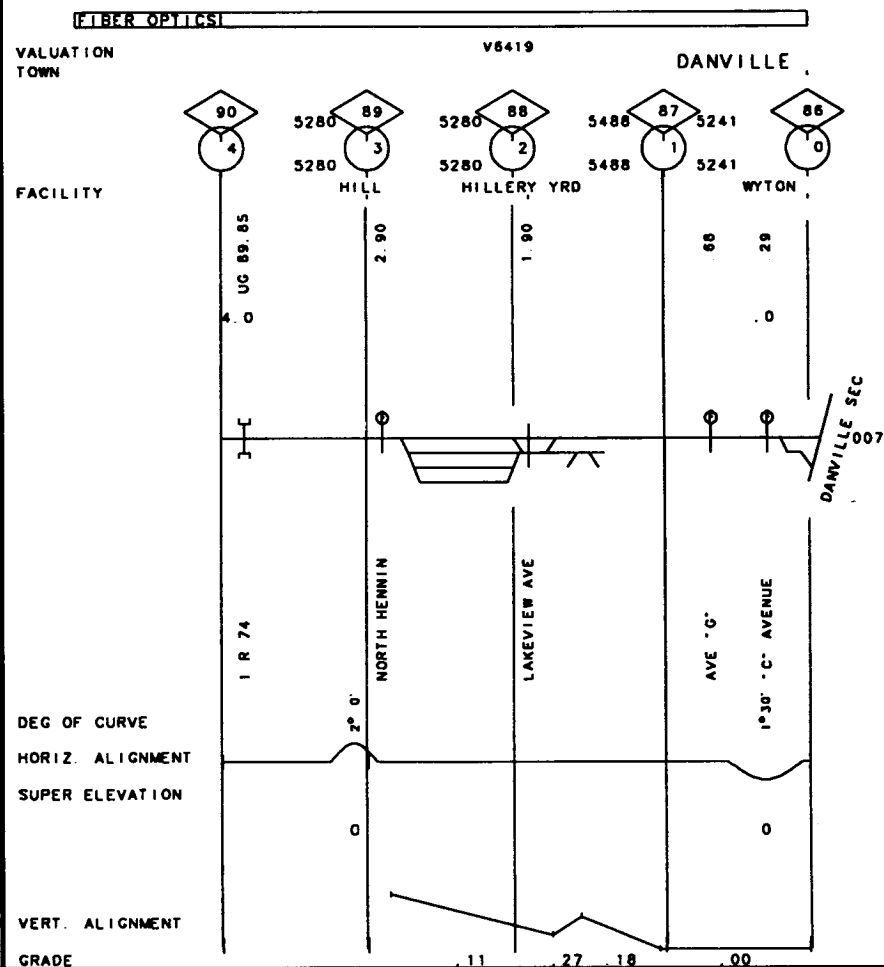 FIBER OPTICS
VALUATION V6419
TOWN DANVILLE
90 89 88 87 86
5280 5280 5488 5241
4 3 2 1 0
5280 5280 5488 5241
FACILITY HILL HILLERY YRD WYTON
UG 89.85
2.90
1.90
68
29
4.0
.0
DANVILLE SEC
007
I R 74
NORTH HENNIN
LAKEVIEW AVE
AVE "G"
"C" AVENUE
DEG OF CURVE 2° 0' 1°30'
HORIZ. ALIGNMENT
SUPER ELEVATION
0 0
VERT. ALIGNMENT
GRADE .11 .27 .18 .00